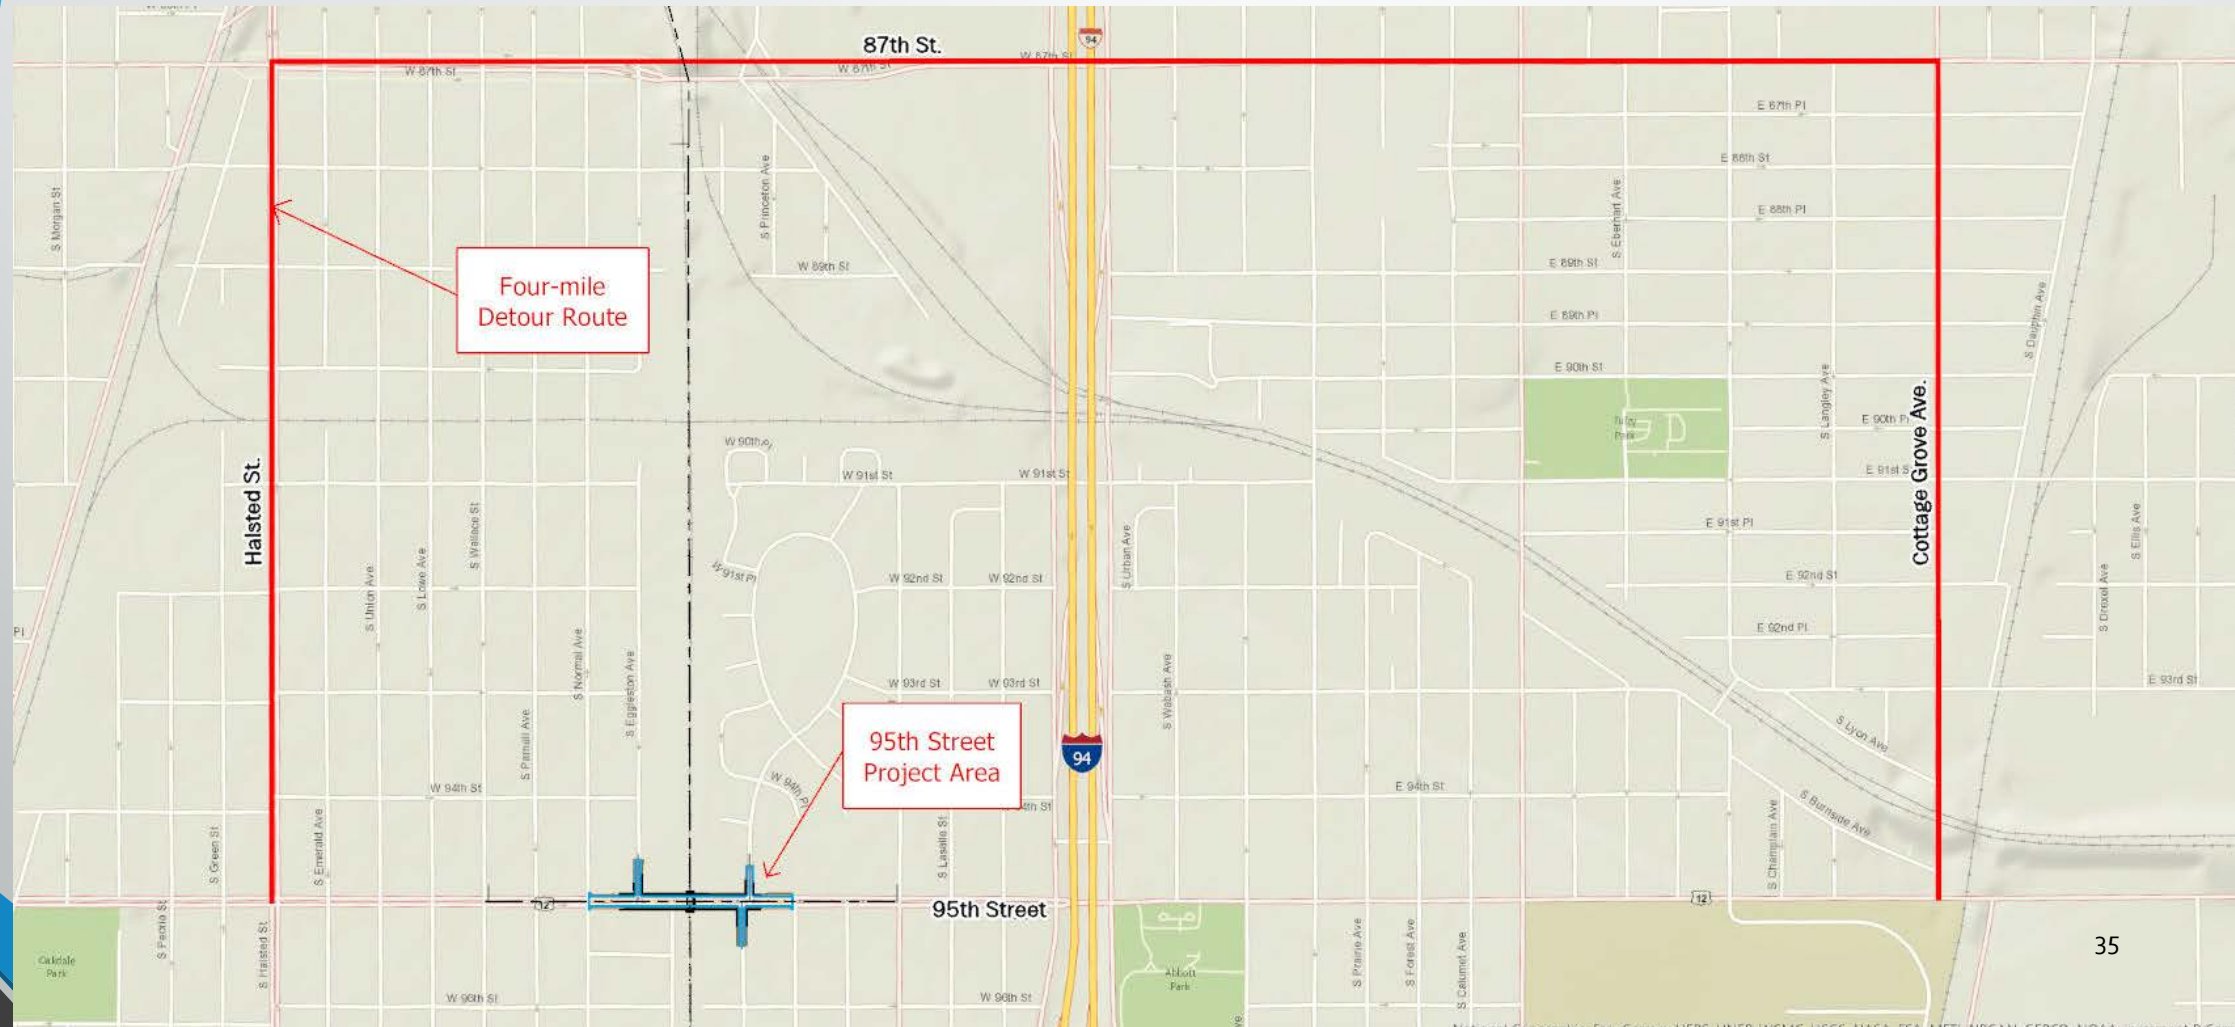 87th St.
94
W 87th St
W 87th St
W 87th St
E 87th Pl
E 88th St
S Princeton Ave
S Morgan St
S Eberhart Ave
E 88th Pl
W 89th St
E 89th St
Four-mile
Detour Route
E 89th Pl
S Dauphin Ave
E 90th St
S Langley Ave
Cottage Grove Ave.
Tuley
Park
E 90th Pl
W 90th
Halsted St.
W 91st St
W 91st St
E 91st S
E 91st Pl
S Wallace St
S Urban Ave
S Ellis Ave
S Union Ave
S Lowe Ave
W 91st Pl
W 92nd St
W 92nd St
E 92nd St
S Drexel Ave
Pl
E 92nd Pl
S Normal Ave
S Eggleston Ave
W 93rd St
W 93rd St
S Wabash Ave
E 93rd St
S Parnell Ave
95th Street
Project Area
94
S Lyon Ave
W 94th St
W 94th Pl
4th St
E 94th St
S Burnside Ave
S Green St
S Emerald Ave
S Lasalle St
S Champlain Ave
12
95th Street
12
S Peoria St
S Halsted St
S Prairie Ave
S Forest Ave
S Calumet Ave
35
Oakdale
Park
Abbott
Park
W 96th St
W 96th St